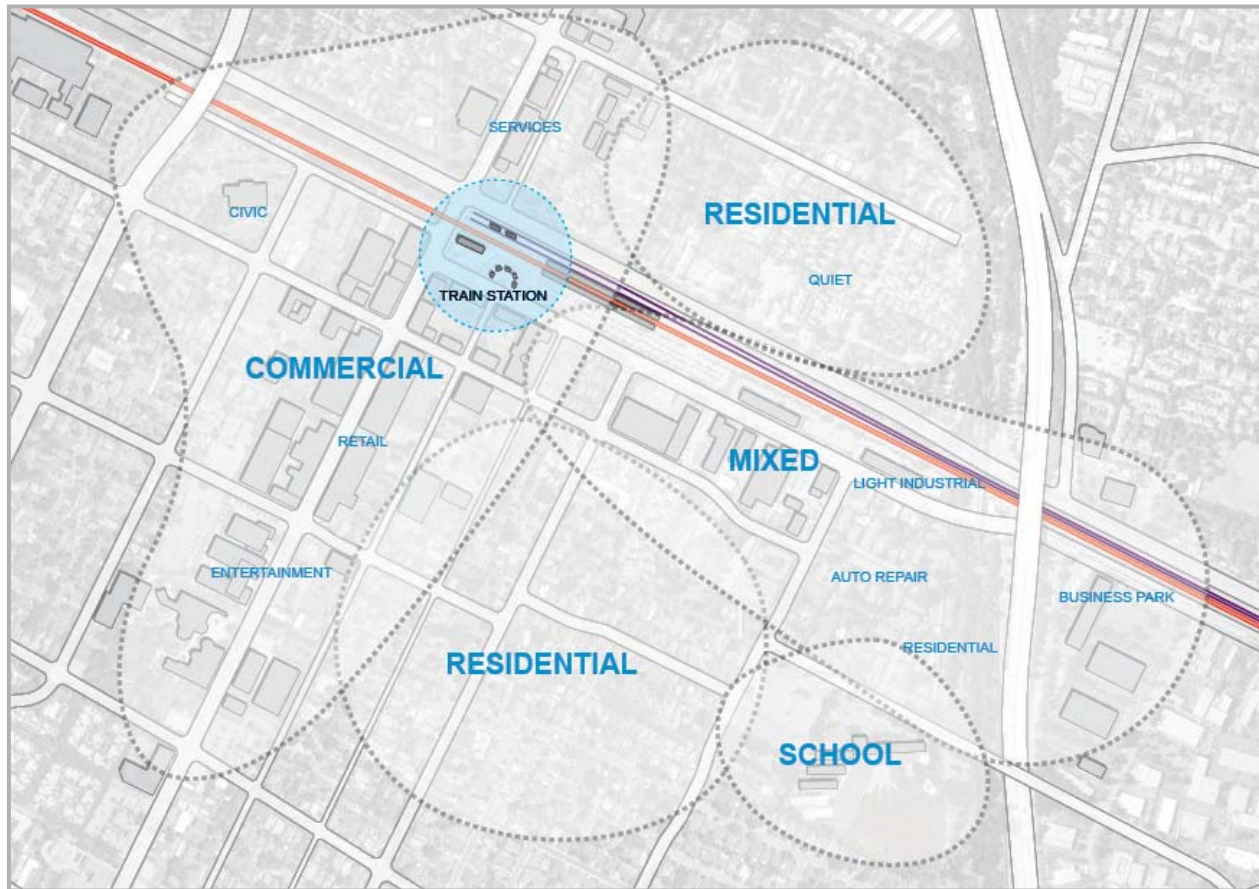 SERVICES
CIVIC
RESIDENTIAL
QUIET
TRAIN STATION
COMMERCIAL
RETAIL
MIXED
LIGHT INDUSTRIAL
ENTERTAINMENT
AUTO REPAIR
BUSINESS PARK
RESIDENTIAL
RESIDENTIAL
SCHOOL